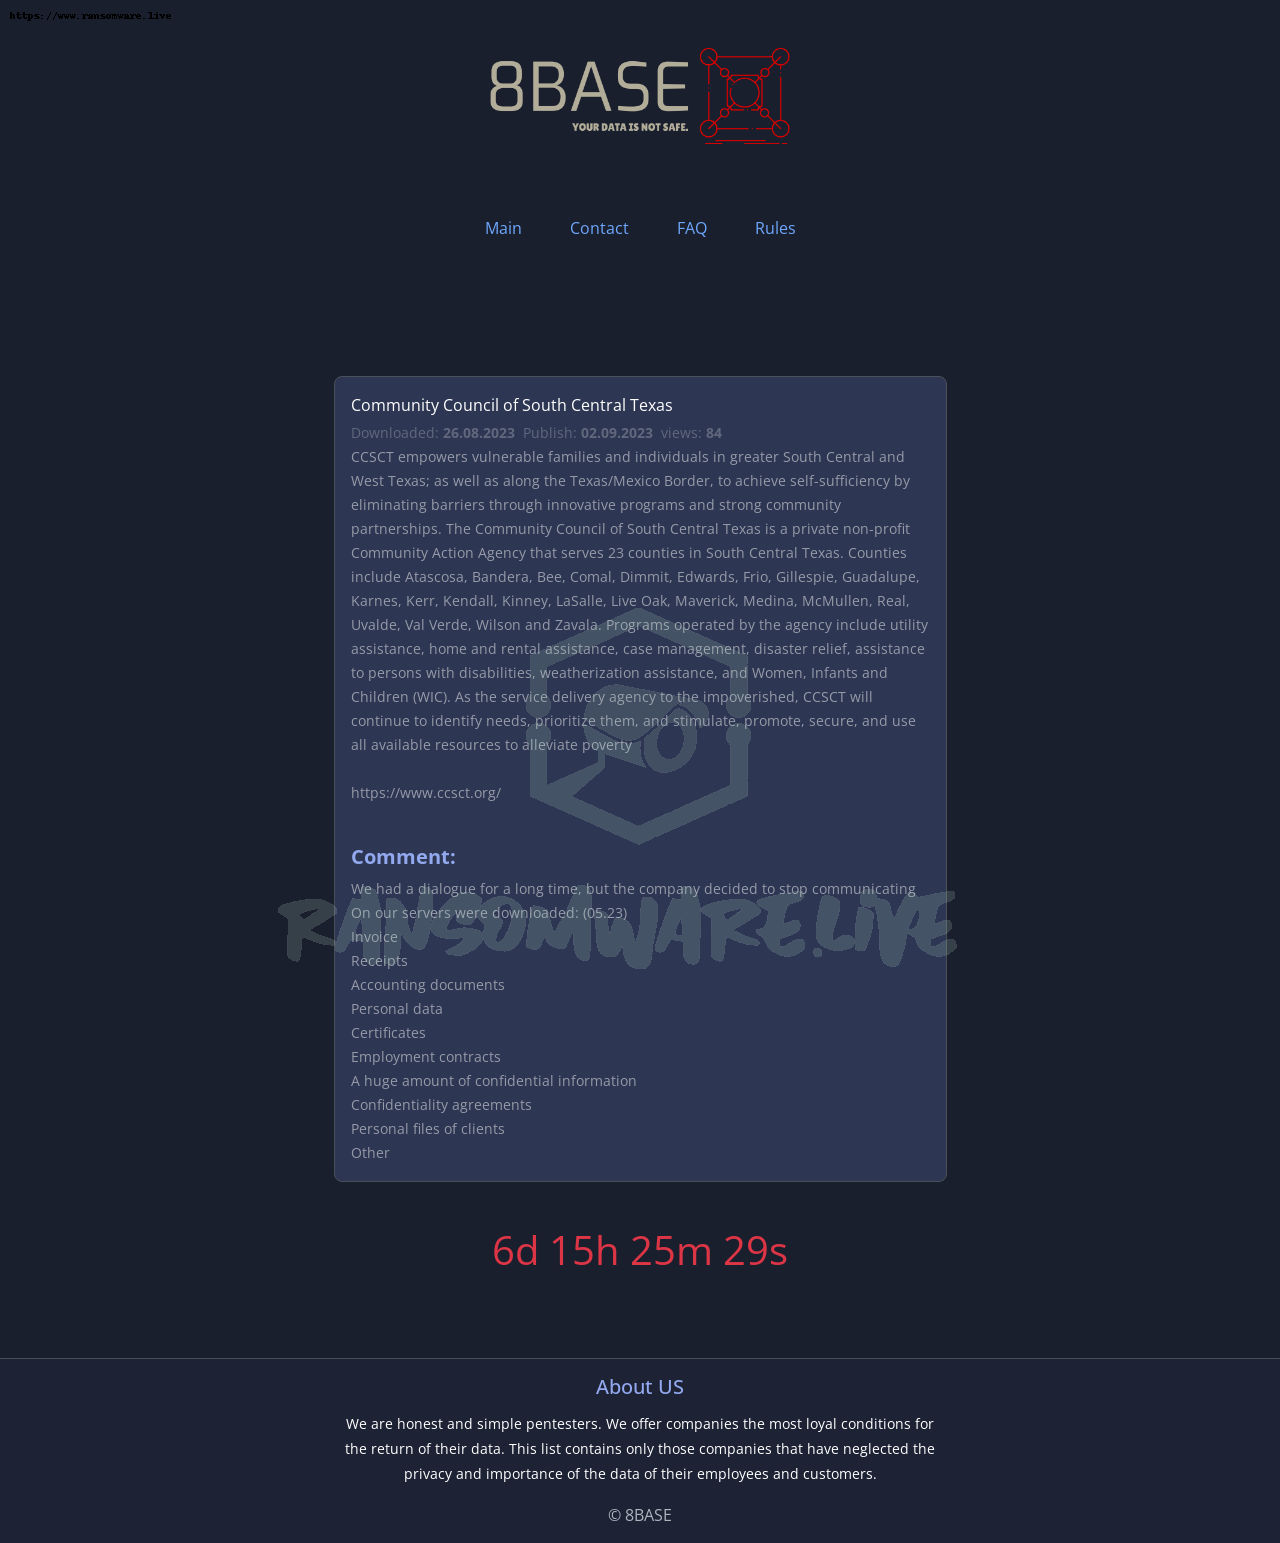 https://www.ransomware.live
8BASE
YOUR DATA IS NOT SAFE.
Main Contact FAQ Rules
Community Council of South Central Texas
Downloaded: 26.08.2023 Publish: 02.09.2023 views: 84
CCSCT empowers vulnerable families and individuals in greater South Central and
West Texas; as well as along the Texas/Mexico Border, to achieve self-sufficiency by
eliminating barriers through innovative programs and strong community
partnerships. The Community Council of South Central Texas is a private non-profit
Community Action Agency that serves 23 counties in South Central Texas. Counties
include Atascosa, Bandera, Bee, Comal, Dimmit, Edwards, Frio, Gillespie, Guadalupe,
Karnes, Kerr, Kendall, Kinney, LaSalle, Live Oak, Maverick, Medina, McMullen, Real,
Uvalde, Val Verde, Wilson and Zavala. Programs operated by the agency include utility
assistance, home and rental assistance, case management, disaster relief, assistance
to persons with disabilities, weatherization assistance, and Women, Infants and
Children (WIC). As the service delivery agency to the impoverished, CCSCT will
continue to identify needs, prioritize them, and stimulate, promote, secure, and use
all available resources to alleviate poverty
https://www.ccsct.org/
Comment:
We had a dialogue for a long time, but the company decided to stop communicating
RANSOMWARE.LIVE
On our servers were downloaded: (05.23)
Invoice
Receipts
Accounting documents
Personal data
Certificates
Employment contracts
A huge amount of confidential information
Confidentiality agreements
Personal files of clients
Other
6d 15h 25m 29s
About US
We are honest and simple pentesters. We offer companies the most loyal conditions for
the return of their data. This list contains only those companies that have neglected the
privacy and importance of the data of their employees and customers.
© 8BASE